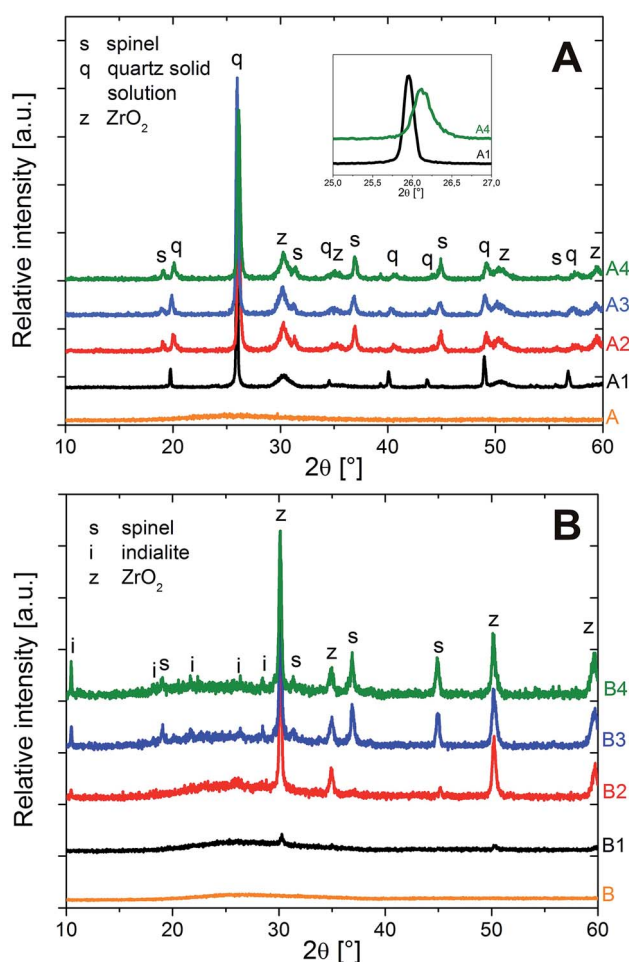 s spinel
q quartz solid
solution
z ZrO₂
q
A
A4
A1
25,0 25,5 26,0 26,5 27,0
2θ [°]
s q z s q z s q q s q z s q z
A4
A3
A2
A1
A
10 20 30 40 50 60
2θ [°]
Relative intensity [a.u.]
s spinel
i indialite
z ZrO₂
z
B
i i s i i i s z s s z z
B4
B3
B2
B1
B
10 20 30 40 50 60
2θ [°]
Relative intensity [a.u.]